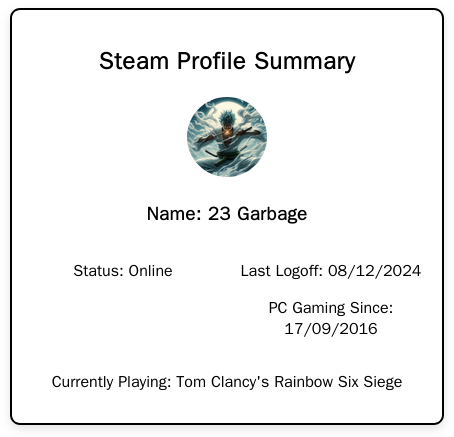 Steam Profile Summary
Name: 23 Garbage
Status: Online
Last Logoff: 08/12/2024
PC Gaming Since:
17/09/2016
Currently Playing: Tom Clancy's Rainbow Six Siege